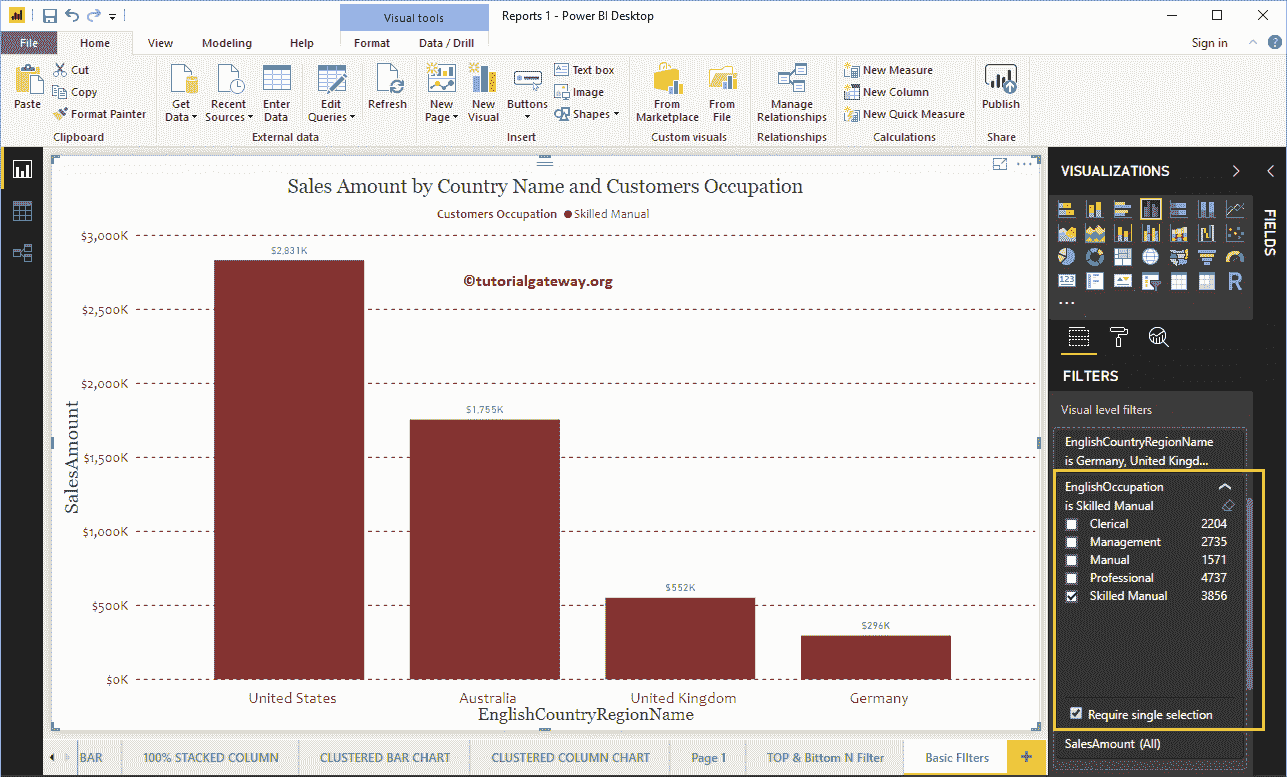 Visual tools
Reports 1 - Power BI Desktop
File Home View Modeling Help Format Data / Drill Sign in
Paste
Cut
Copy
Format Painter
Clipboard
Get Data
Recent Sources
Enter Data
Edit Queries
Refresh
External data
New Page
New Visual
Buttons
Text box
Image
Shapes
Insert
From Marketplace
From File
Custom visuals
Manage Relationships
Relationships
New Measure
New Column
New Quick Measure
Calculations
Publish
Share
Sales Amount by Country Name and Customers Occupation
Customers Occupation Skilled Manual
©tutorialgateway.org
SalesAmount
$3,000K
$2,500K
$2,000K
$1,500K
$1,000K
$500K
$0K
$2,831K
$1,755K
$552K
$296K
United States Australia United Kingdom Germany
EnglishCountryRegionName
VISUALIZATIONS
FIELDS
123
R
FILTERS
Visual level filters
EnglishCountryRegionName
is Germany, United Kingd...
EnglishOccupation
is Skilled Manual
Clerical 2204
Management 2735
Manual 1571
Professional 4737
Skilled Manual 3856
Require single selection
SalesAmount (All)
BAR 100% STACKED COLUMN CLUSTERED BAR CHART CLUSTERED COLUMN CHART Page 1 TOP & Bittom N Filter Basic FIlters +